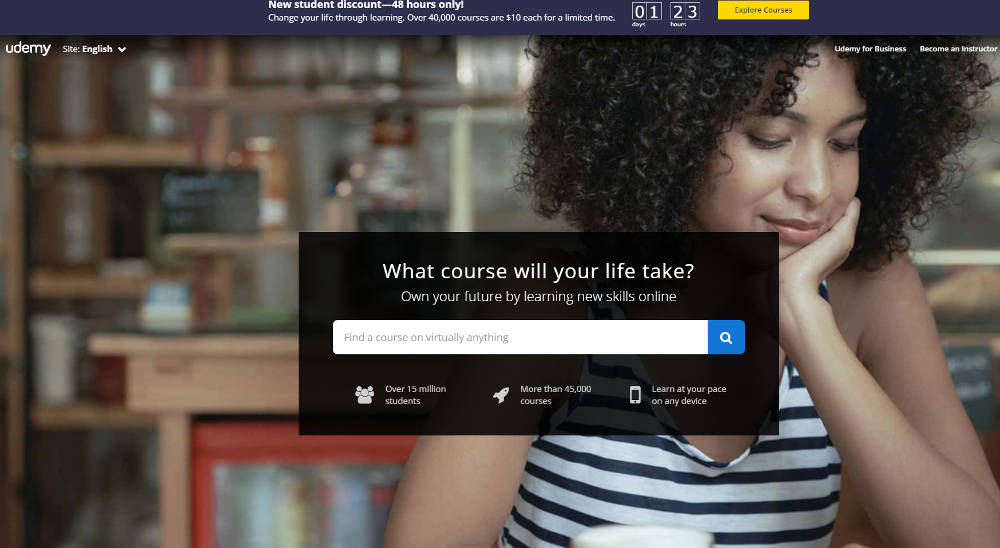 New student discount—48 hours only!
Change your life through learning. Over 40,000 courses are $10 each for a limited time.
01 23
days hours
Explore Courses
udemy
Site: English
Udemy for Business
Become an Instructor
What course will your life take?
Own your future by learning new skills online
Find a course on virtually anything
Over 15 million
students
More than 45,000
courses
Learn at your pace
on any device